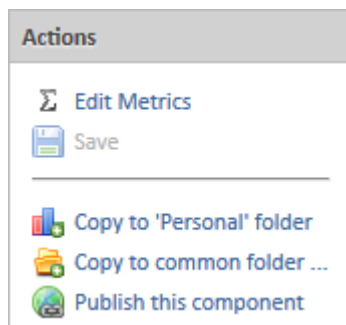 Actions
Σ Edit Metrics
Save
Copy to 'Personal' folder
Copy to common folder ...
Publish this component